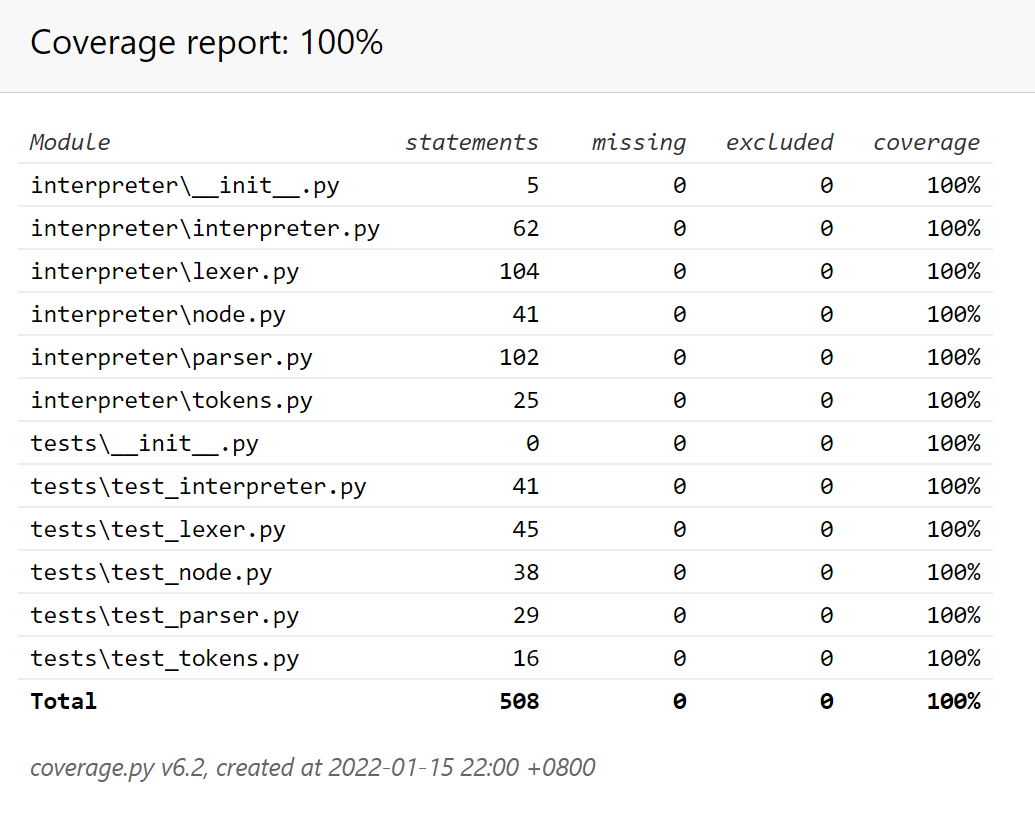 Coverage report: 100%
Module statements missing excluded coverage
interpreter\__init__.py 5 0 0 100%
interpreter\interpreter.py 62 0 0 100%
interpreter\lexer.py 104 0 0 100%
interpreter\node.py 41 0 0 100%
interpreter\parser.py 102 0 0 100%
interpreter\tokens.py 25 0 0 100%
tests\__init__.py 0 0 0 100%
tests\test_interpreter.py 41 0 0 100%
tests\test_lexer.py 45 0 0 100%
tests\test_node.py 38 0 0 100%
tests\test_parser.py 29 0 0 100%
tests\test_tokens.py 16 0 0 100%
Total 508 0 0 100%
coverage.py v6.2, created at 2022-01-15 22:00 +0800